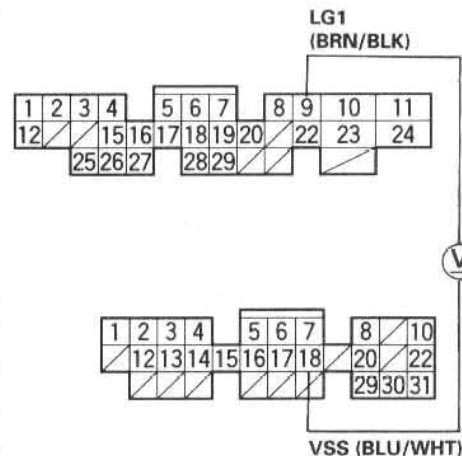 LG1
(BRN/BLK)
1 2 3 4 5 6 7 8 9 10 11
12 15 16 17 18 19 20 22 23 24
25 26 27 28 29
V
1 2 3 4 5 6 7 8 10
12 13 14 15 16 17 18 20 22
29 30 31
VSS (BLU/WHT)